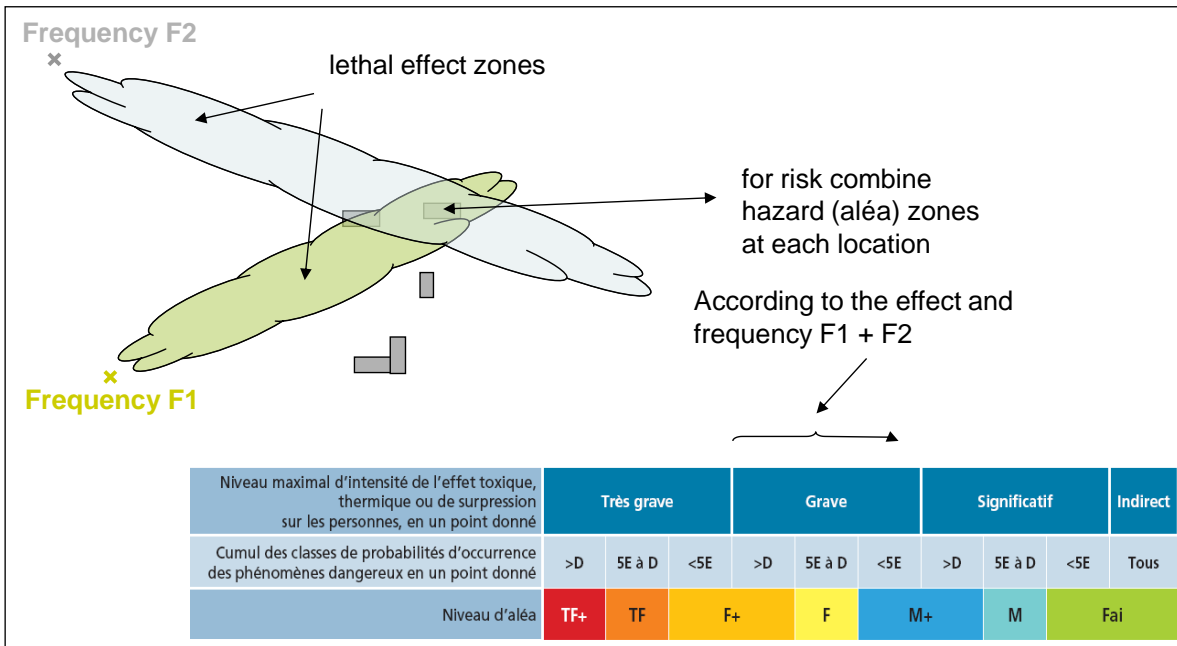 Frequency F2
lethal effect zones
for risk combine
hazard (aléa) zones
at each location
According to the effect and
frequency F1 + F2
Frequency F1
Niveau maximal d'intensité de l'effet toxique,
thermique ou de surpression
sur les personnes, en un point donné
Très grave Grave Significatif Indirect
Cumul des classes de probabilités d'occurrence
des phénomènes dangereux en un point donné
>D 5E à D <5E >D 5E à D <5E >D 5E à D <5E Tous
Niveau d'aléa TF+ TF F+ F M+ M Fai